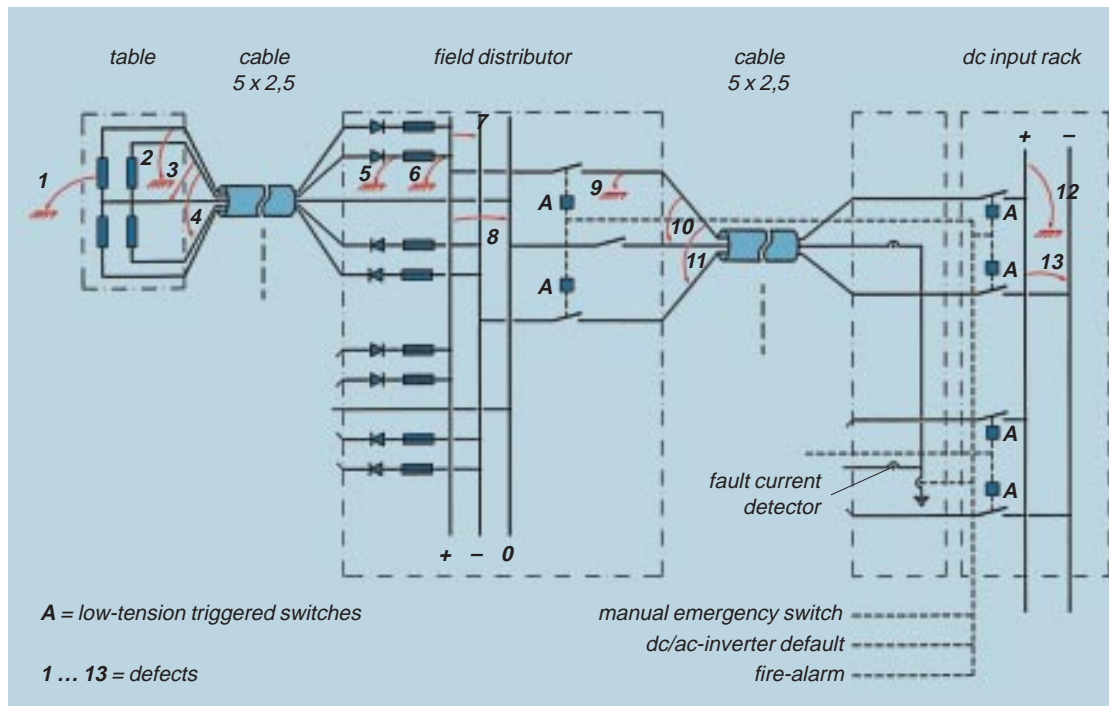 table
cable
5 x 2,5
field distributor
cable
5 x 2,5
dc input rack
+ –
7
1
2
3
5
6
9
12
4
8
10
11
13
A
A
A
A
A
A
fault current
detector
+ – 0
A = low-tension triggered switches
manual emergency switch
dc/ac-inverter default
1 ... 13 = defects
fire-alarm